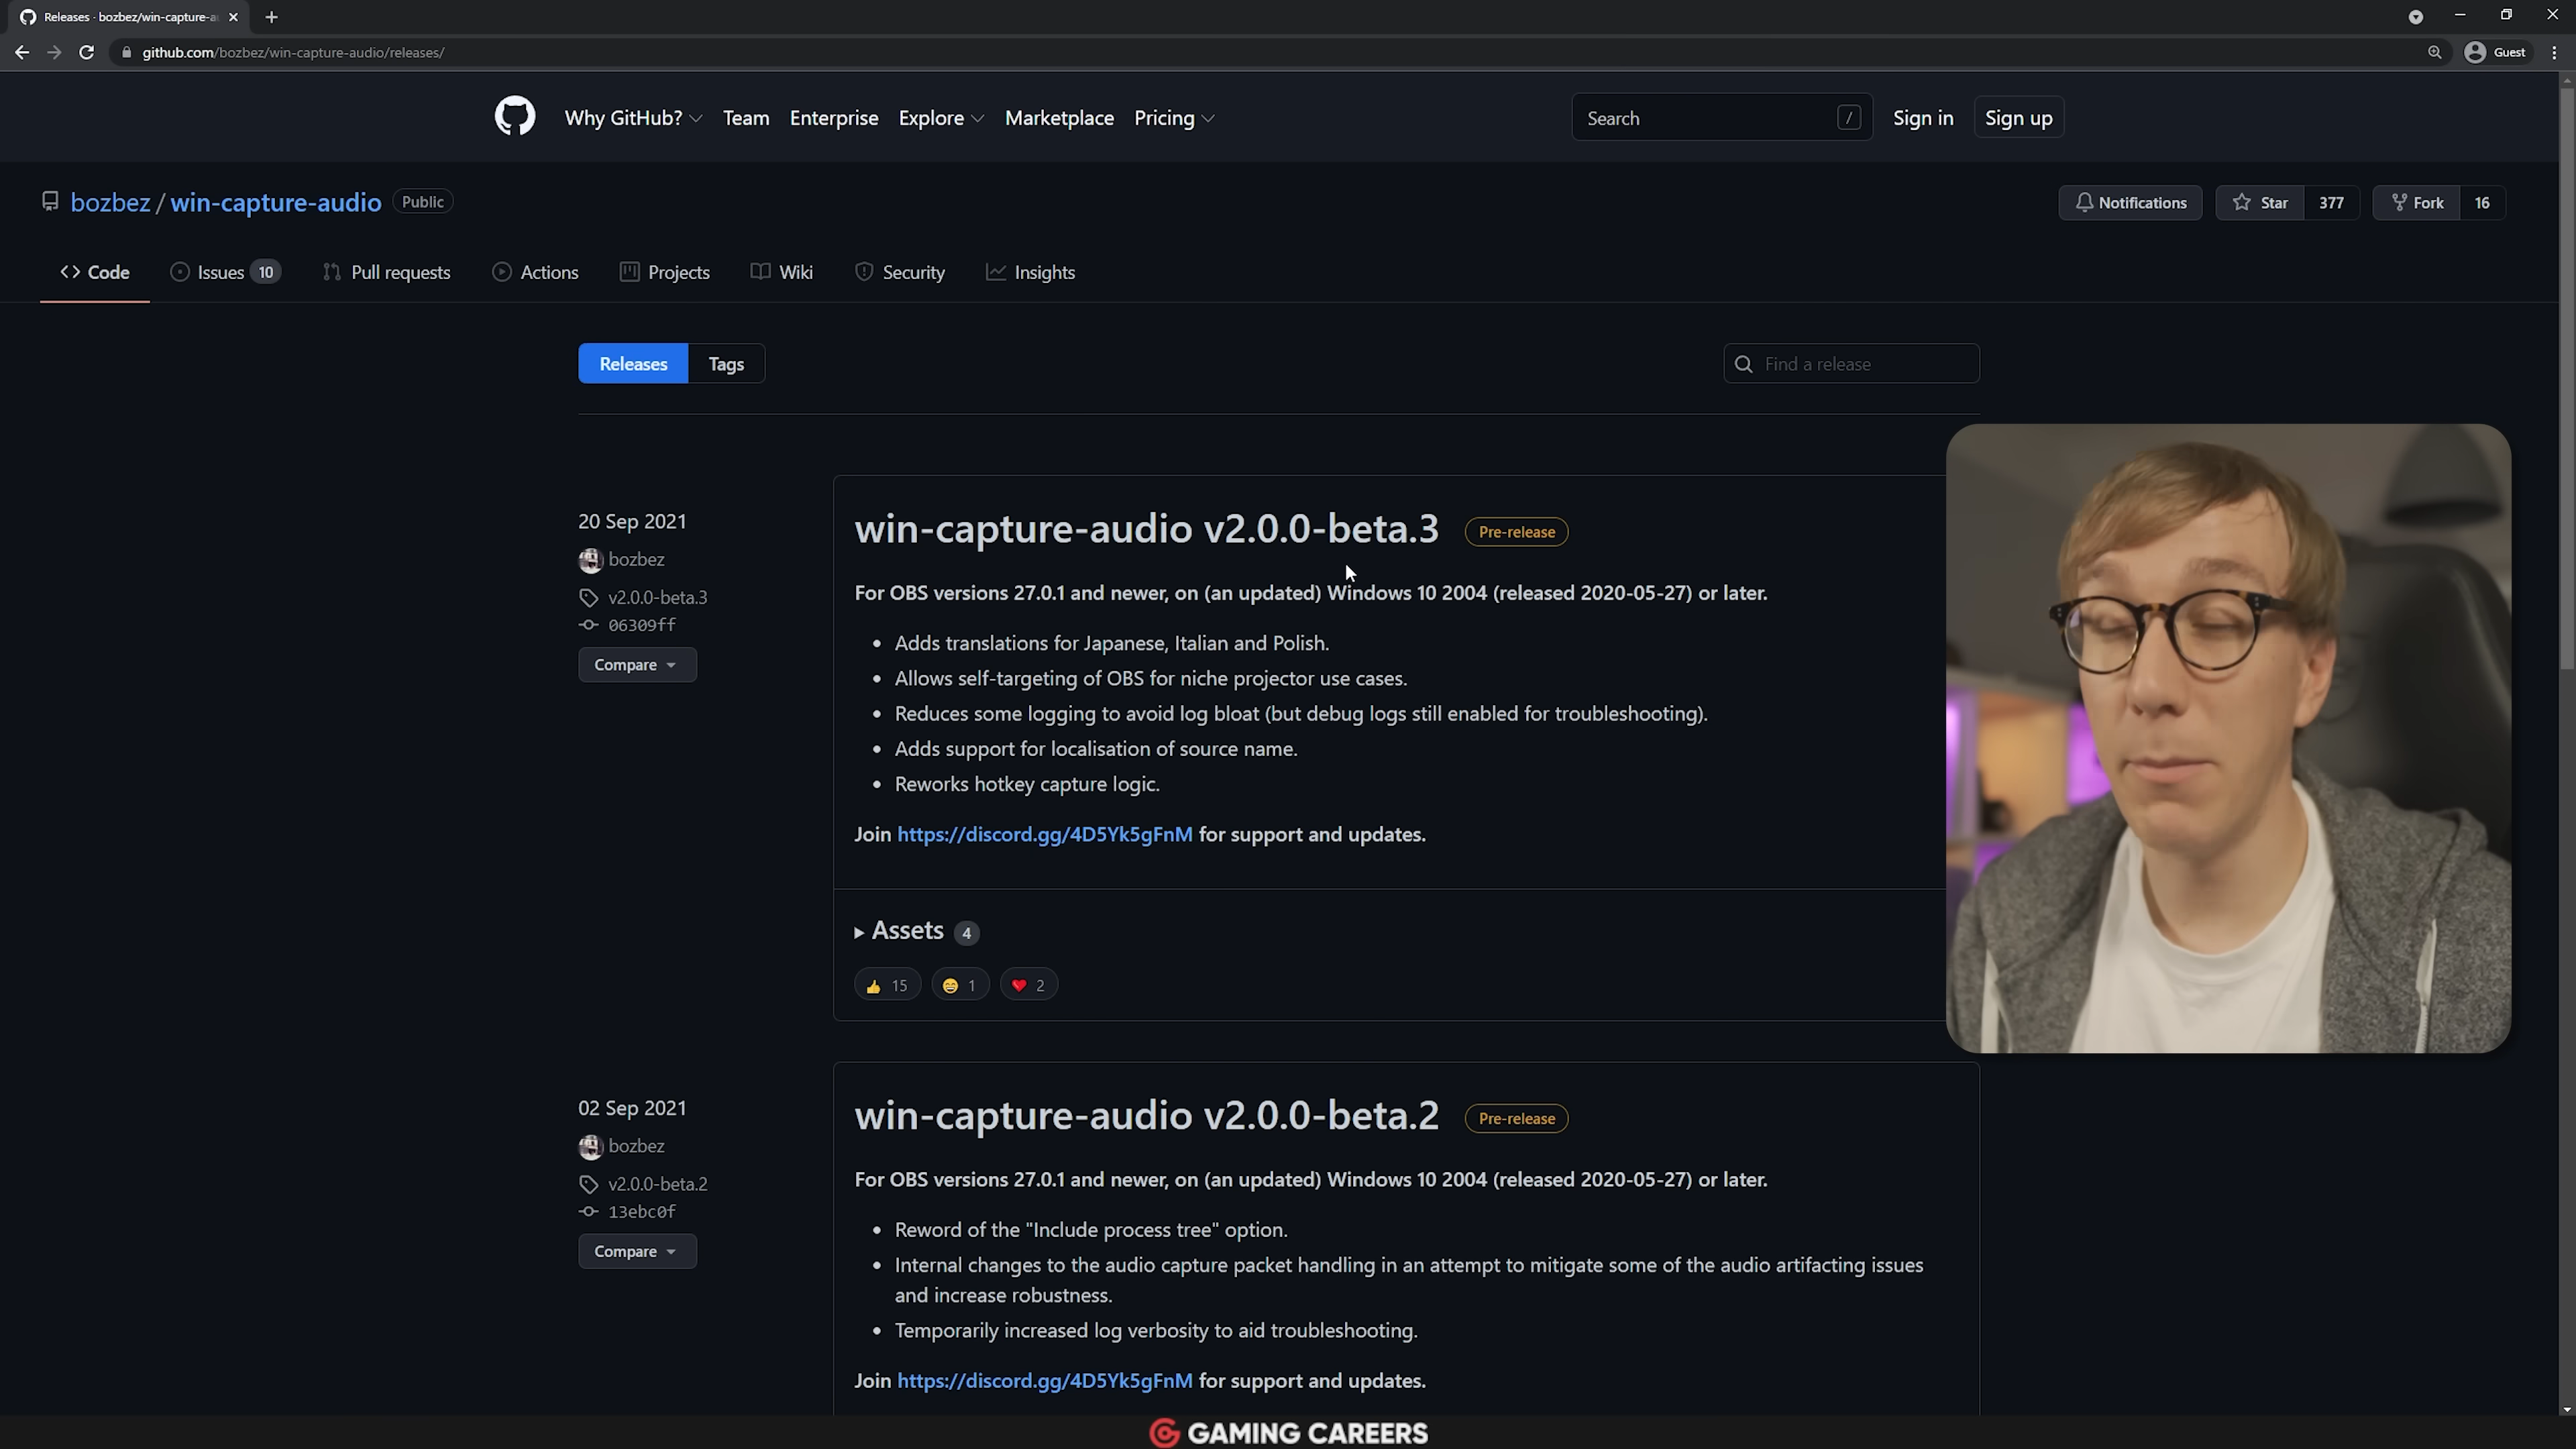 Releases · bozbez/win-capture-a
github.com/bozbez/win-capture-audio/releases/
Guest
Why GitHub?
Team
Enterprise
Explore
Marketplace
Pricing
Search
/
Sign in
Sign up
bozbez / win-capture-audio
Public
Notifications
Star 377
Fork 16
Code
Issues 10
Pull requests
Actions
Projects
Wiki
Security
Insights
Releases
Tags
Find a release
20 Sep 2021
bozbez
v2.0.0-beta.3
06309ff
Compare
win-capture-audio v2.0.0-beta.3
Pre-release
For OBS versions 27.0.1 and newer, on (an updated) Windows 10 2004 (released 2020-05-27) or later.
• Adds translations for Japanese, Italian and Polish.
• Allows self-targeting of OBS for niche projector use cases.
• Reduces some logging to avoid log bloat (but debug logs still enabled for troubleshooting).
• Adds support for localisation of source name.
• Reworks hotkey capture logic.
Join https://discord.gg/4D5Yk5gFnM for support and updates.
Assets 4
👍 15
😄 1
❤️ 2
02 Sep 2021
bozbez
v2.0.0-beta.2
13ebc0f
Compare
win-capture-audio v2.0.0-beta.2
Pre-release
For OBS versions 27.0.1 and newer, on (an updated) Windows 10 2004 (released 2020-05-27) or later.
• Reword of the "Include process tree" option.
• Internal changes to the audio capture packet handling in an attempt to mitigate some of the audio artifacting issues
and increase robustness.
• Temporarily increased log verbosity to aid troubleshooting.
Join https://discord.gg/4D5Yk5gFnM for support and updates.
GAMING CAREERS